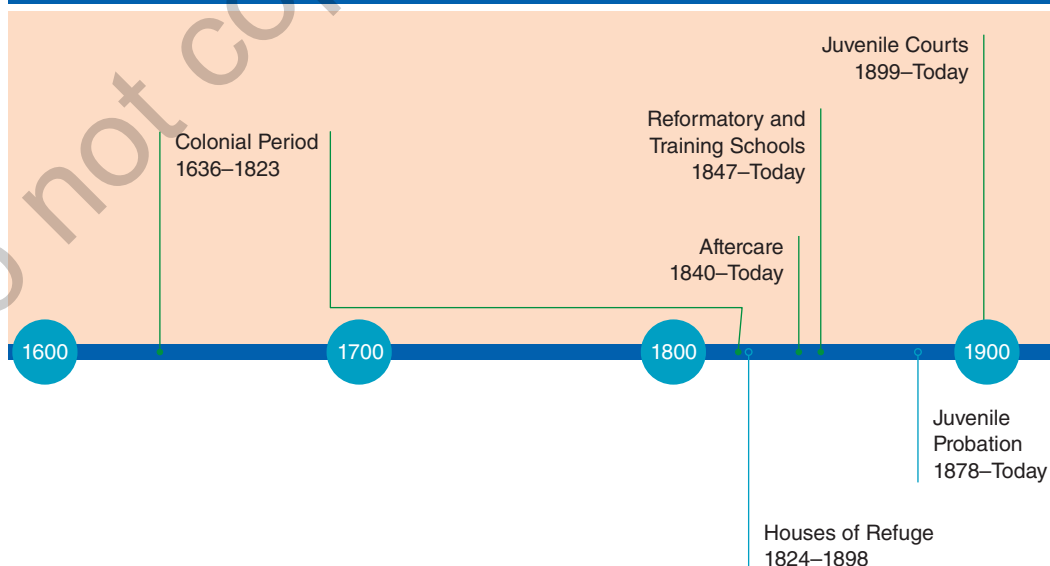 Juvenile Courts
1899–Today
Reformatory and
Training Schools
1847–Today
Colonial Period
1636–1823
Aftercare
1840–Today
1600
1700
1800
1900
Juvenile
Probation
1878–Today
Houses of Refuge
1824–1898
not